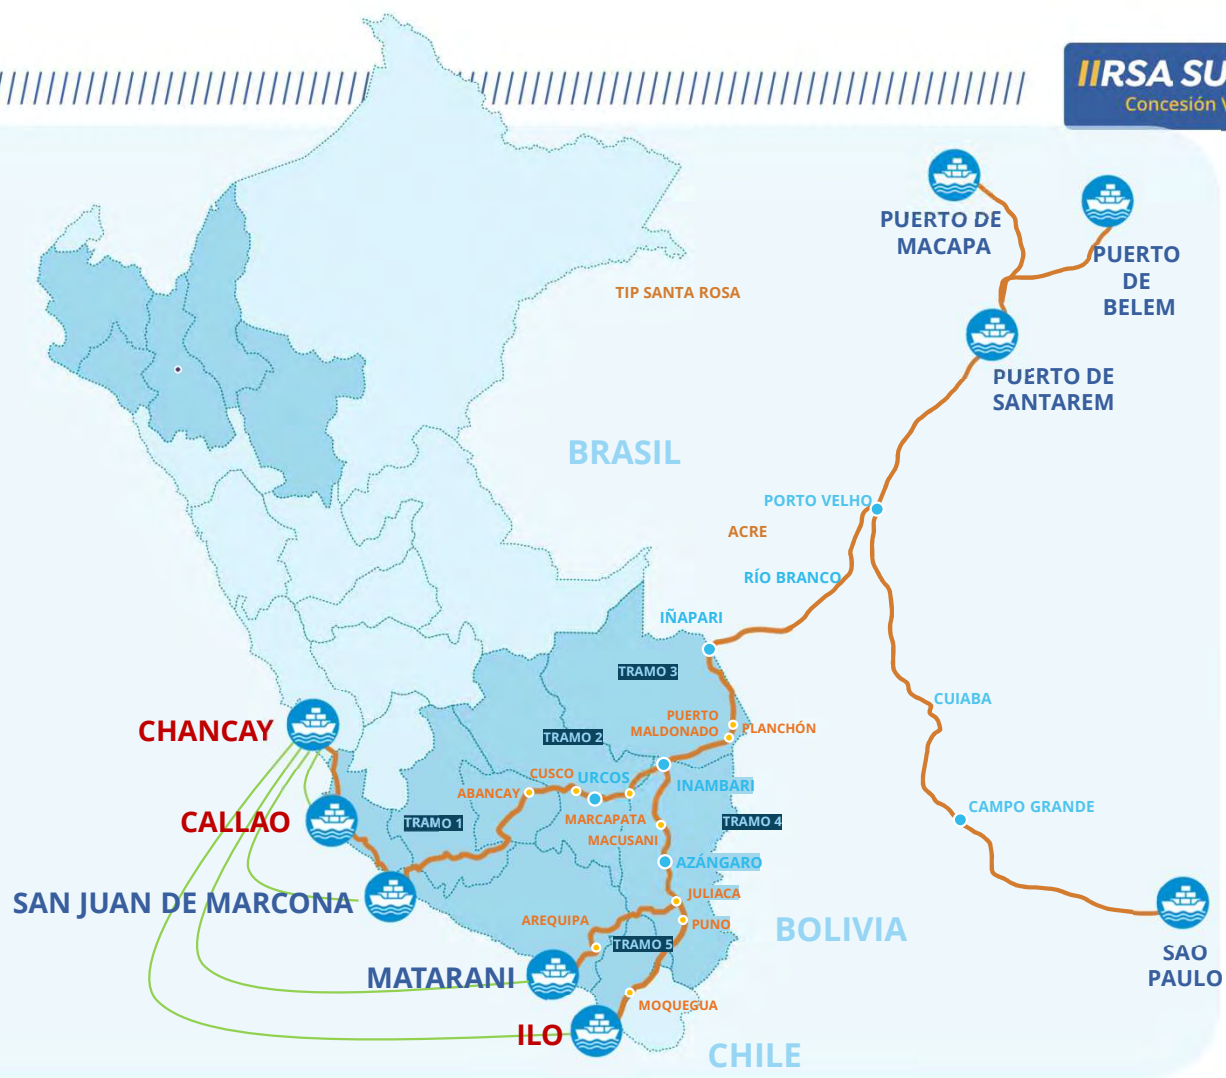 IIRSA SU
Concesión V
PUERTO DE
MACAPA
PUERTO
DE
BELEM
TIP SANTA ROSA
PUERTO DE
SANTAREM
BRASIL
PORTO VELHO
ACRE
RÍO BRANCO
IÑAPARI
TRAMO 3
CUIABA
PUERTO
MALDONADO
PLANCHÓN
CHANCAY
TRAMO 2
CUSCO
URCOS
INAMBARI
ABANCAY
CAMPO GRANDE
CALLAO
TRAMO 1
MARCAPATA
TRAMO 4
MACUSANI
AZÁNGARO
SAN JUAN DE MARCONA
JULIACA
AREQUIPA
PUNO
BOLIVIA
TRAMO 5
SAO
PAULO
MATARANI
MOQUEGUA
ILO
CHILE